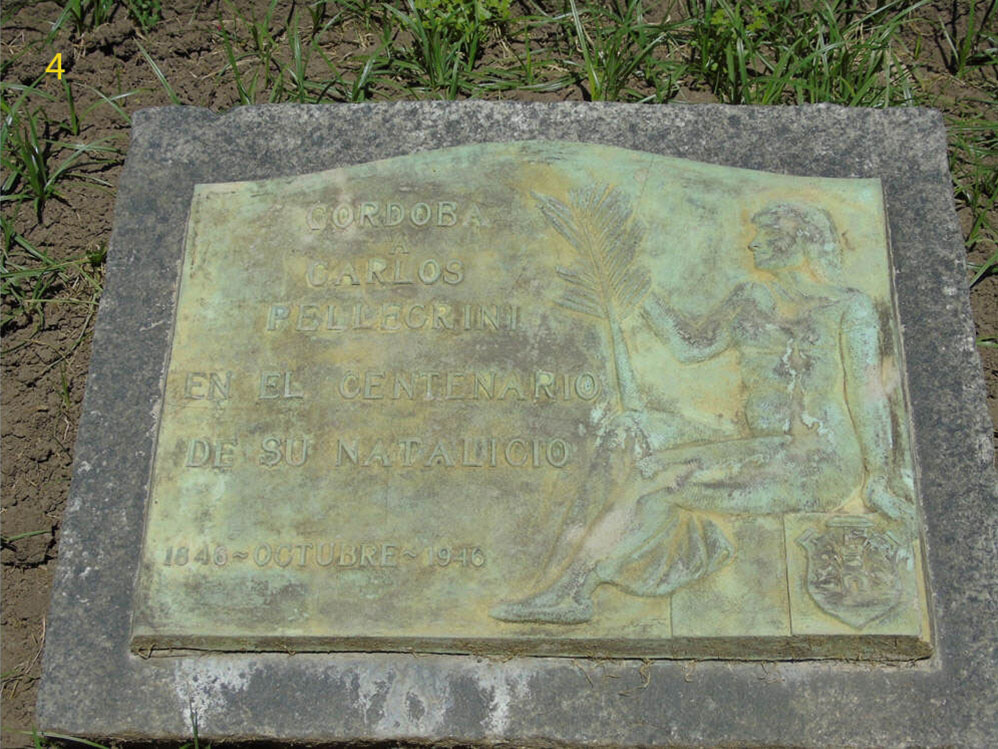 4
CORDOBA
A
CARLOS
PELLEGRINI
EN EL CENTENARIO
DE SU NATALICIO
1846~OCTUBRE~1946